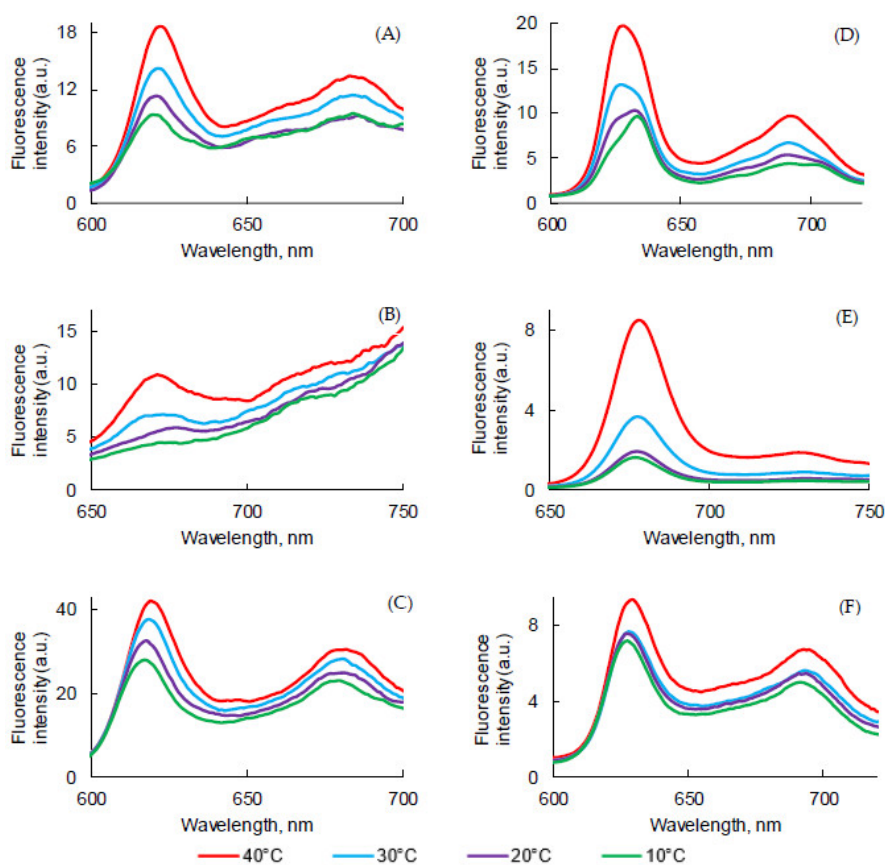 (A)
18
12
6
0
600
650
700
Fluorescence
intensity (a.u.)
Wavelength, nm
(D)
20
15
10
5
0
600
650
700
Fluorescence
intensity (a.u.)
Wavelength, nm
(B)
15
10
5
0
650
700
750
Fluorescence
intensity (a.u.)
Wavelength, nm
(E)
8
4
0
650
700
750
Fluorescence
intensity (a.u.)
Wavelength, nm
(C)
40
20
0
600
650
700
Fluorescence
intensity (a.u.)
Wavelength, nm
(F)
8
4
0
600
650
700
Fluorescence
intensity (a.u.)
Wavelength, nm
40°C 30°C 20°C 10°C